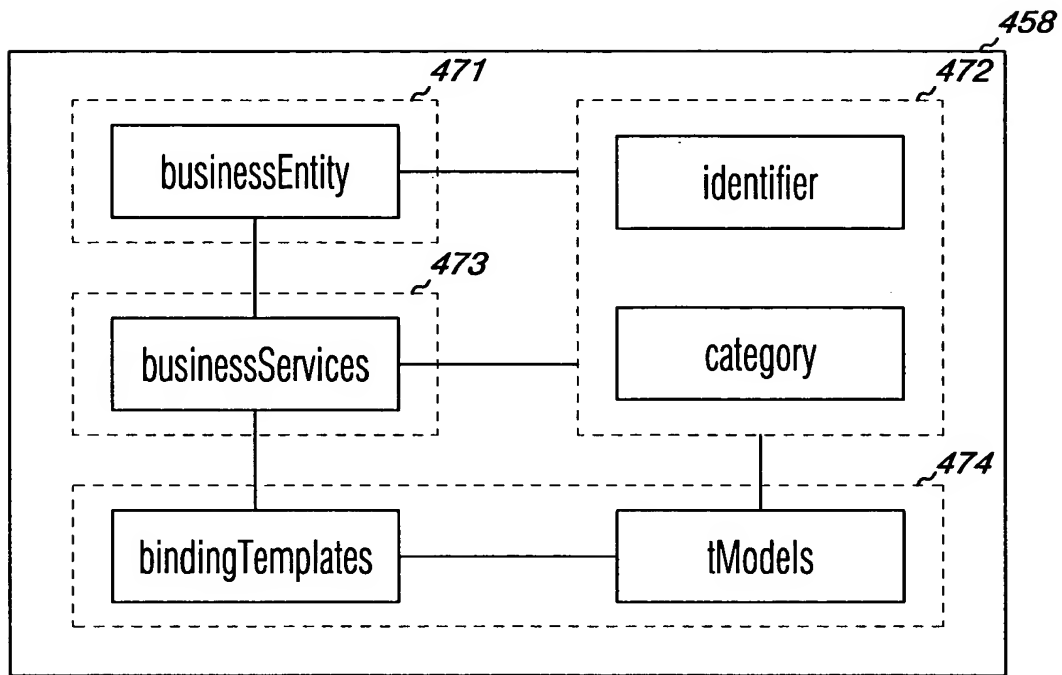 458
471
472
businessEntity
identifier
473
businessServices
category
474
bindingTemplates
tModels